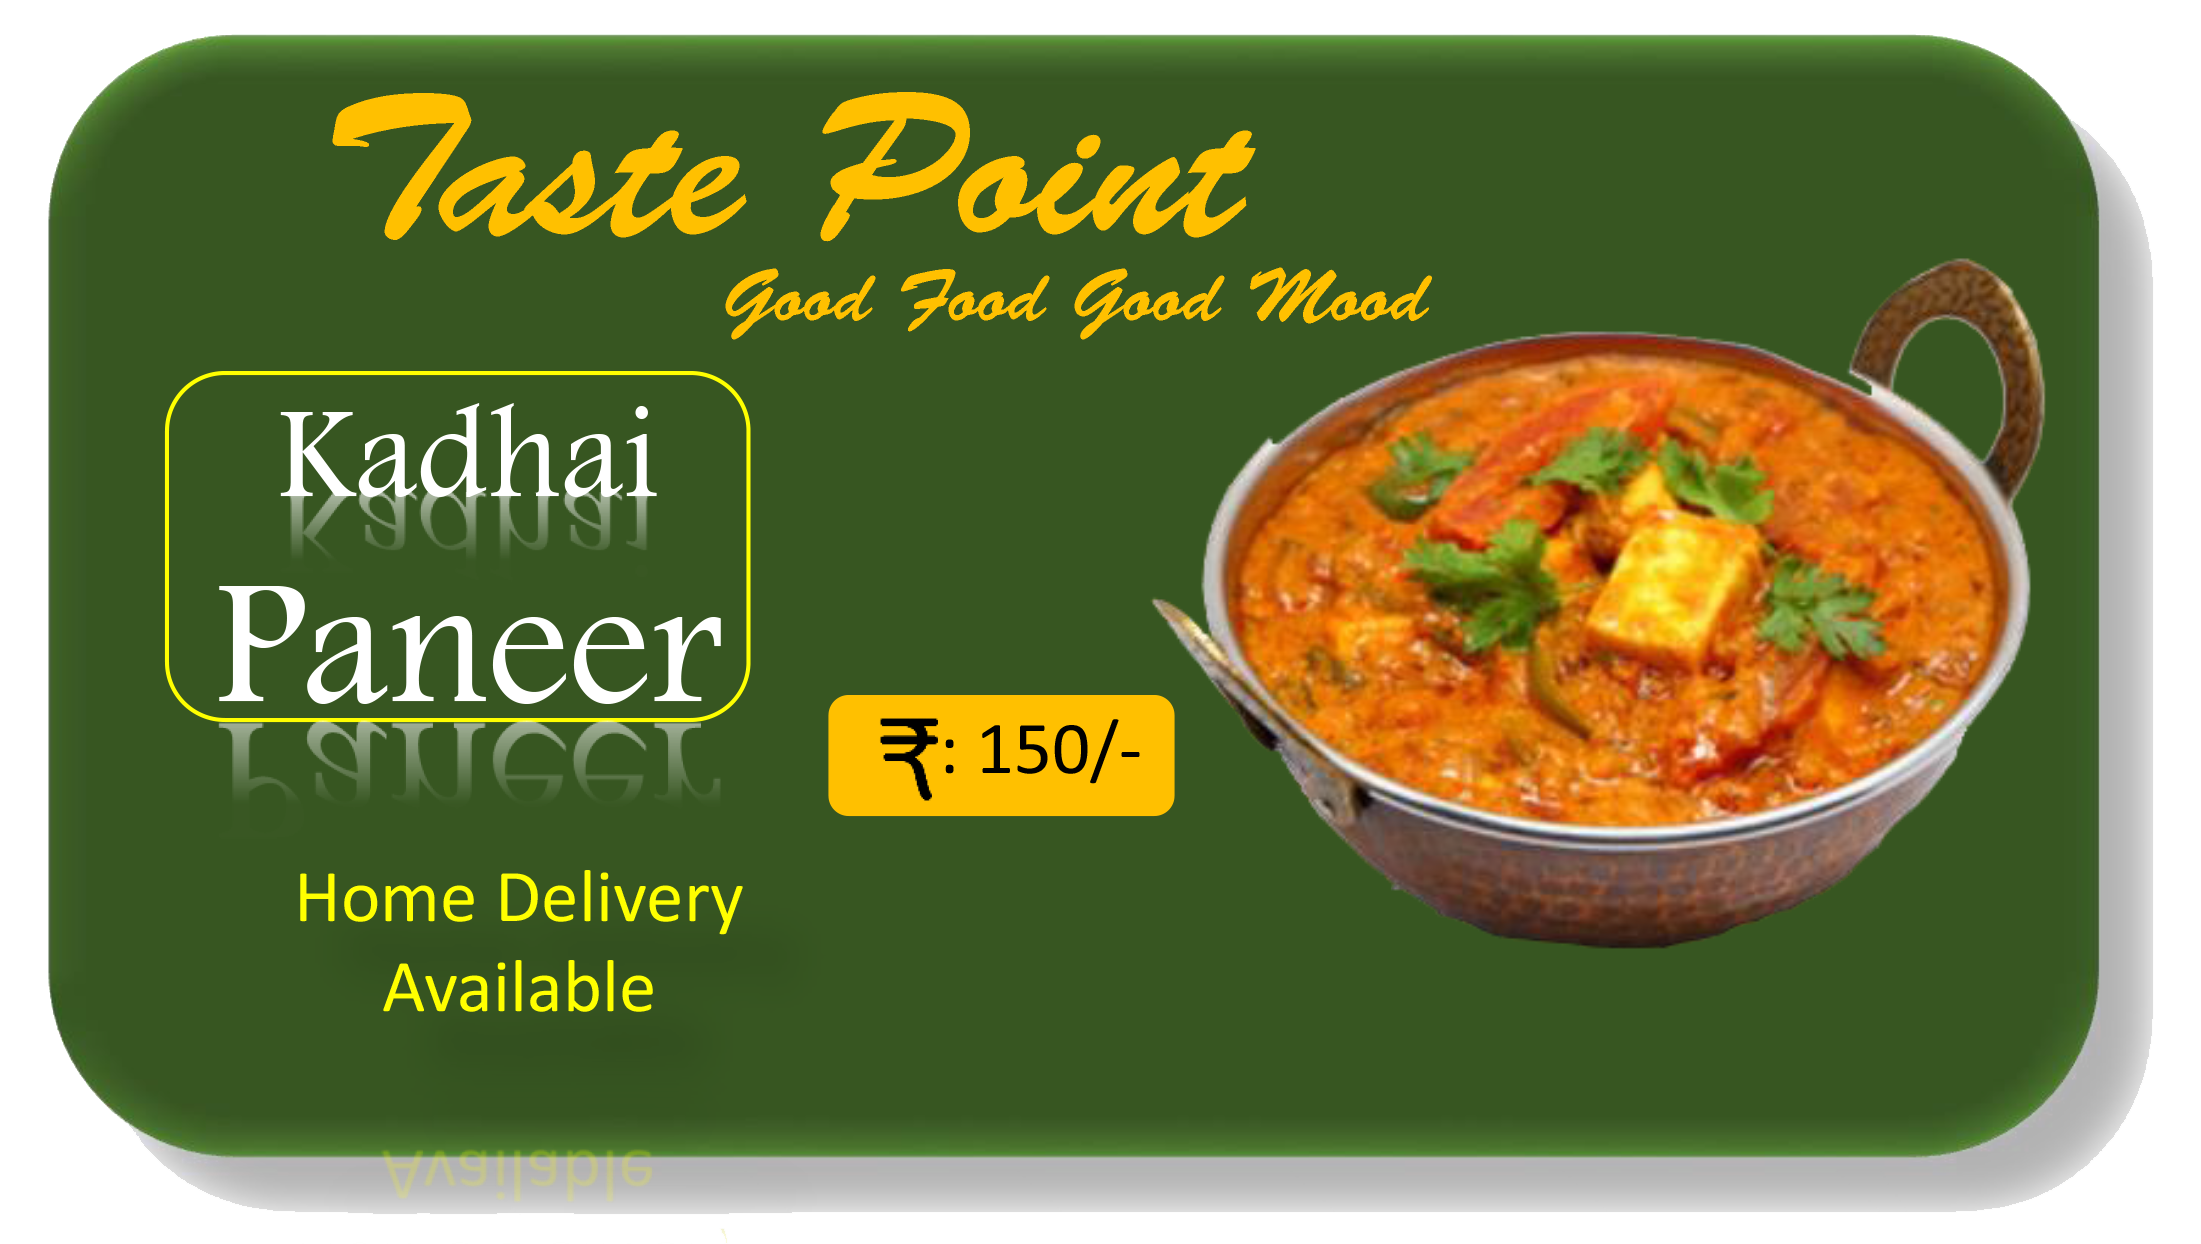 Taste Point
Good Food Good Mood
Kadhai
Paneer
₹: 150/-
Home Delivery
Available